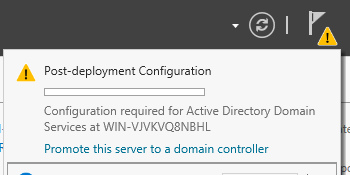 Post-deployment Configuration
Configuration required for Active Directory Domain
Services at WIN-VJVKVQ8NBHL
Promote this server to a domain controller